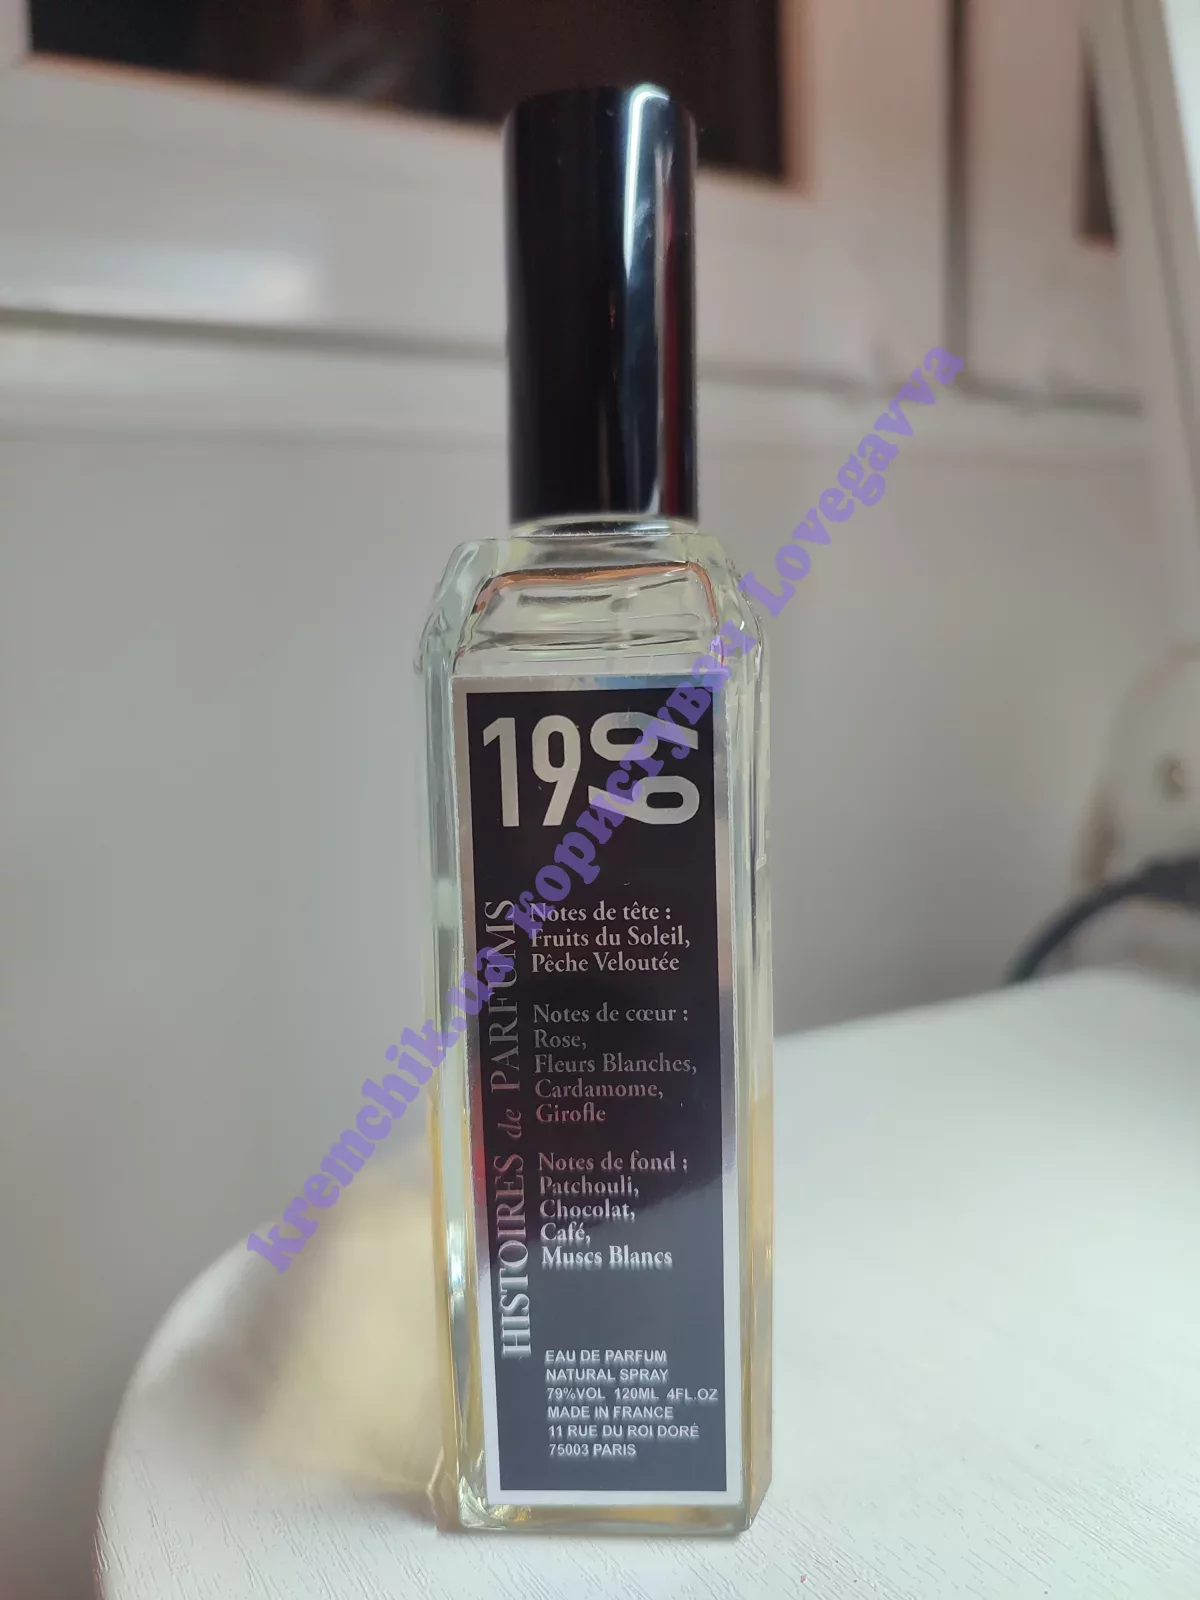 1969
HISTOIRES de PARFUMS
Notes de tête :
Fruits du Soleil,
Pêche Veloutée
Notes de cœur :
Rose,
Fleurs Blanches,
Cardamome,
Girofle
Notes de fond :
Patchouli,
Chocolat,
Café,
Muscs Blancs
EAU DE PARFUM
NATURAL SPRAY
79%VOL 120ML 4FL.OZ
MADE IN FRANCE
11 RUE DU ROI DORÉ
75003 PARIS
kremchik.ua користувач Lovegavva